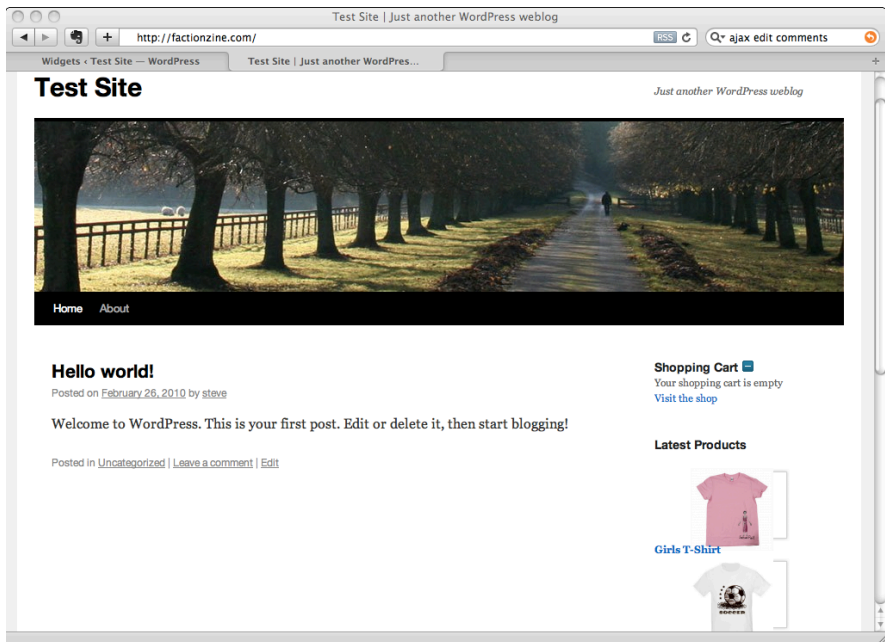 Test Site | Just another WordPress weblog
http://factionzine.com/
RSS
ajax edit comments
Widgets ‹ Test Site — WordPress
Test Site | Just another WordPres...
Test Site
Just another WordPress weblog
Home About
Hello world!
Posted on February 26, 2010 by steve
Welcome to WordPress. This is your first post. Edit or delete it, then start blogging!
Posted in Uncategorized | Leave a comment | Edit
Shopping Cart
Your shopping cart is empty
Visit the shop
Latest Products
Girls T-Shirt
SOCCER